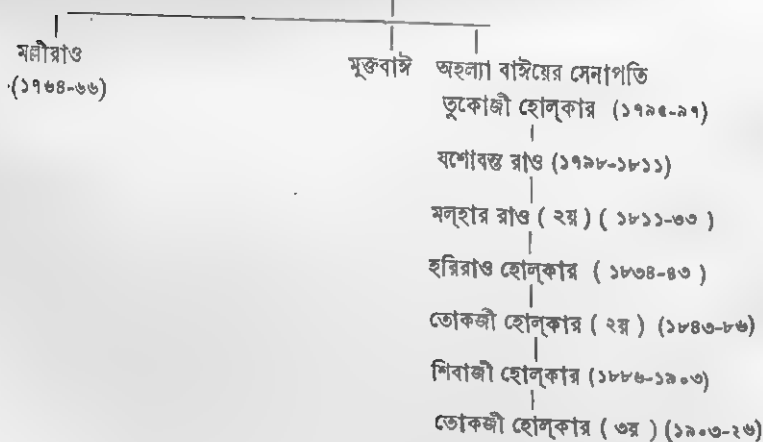 মল্লীরাও
(১৭৬৪-৬৬)
মুক্তবাঈ
অহল্যা বাঈয়ের সেনাপতি
তুকোজী হোল্‌কার (১৭৯৫-৯৭)
যশোবন্ত রাও (১৭৯৮-১৮১১)
মল্‌হার রাও ( ২য় ) ( ১৮১১-৩৩ )
হরিরাও হোল্‌কার ( ১৮৩৪-৪৩ )
তোকজী হোল্‌কার ( ২য় ) (১৮৪৩-৮৬)
শিবাজী হোল্‌কার (১৮৮৬-১৯০৩)
তোকজী হোল্‌কার ( ৩য় ) (১৯০৩-২৬)